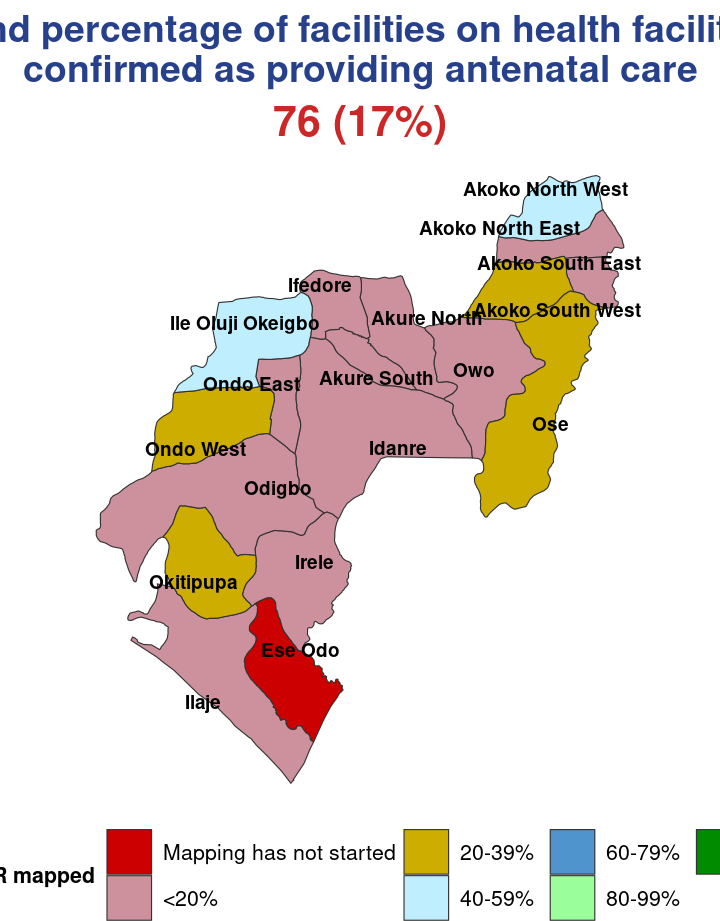 percentage of facilities on health
confirmed as providing antenatal care
76 (17%)
Akoko North West
Akoko North East
Akoko South East
Ifedore
Akoko South West
Akure North
Ile Oluji Okeigbo
Owo
Akure South
Ondo East
Ose
Ondo West
Idanre
Odigbo
Irele
Okitipupa
Ese Odo
Ilaje
mapped
Mapping has not started
<20%
20-39%
40-59%
60-79%
80-99%